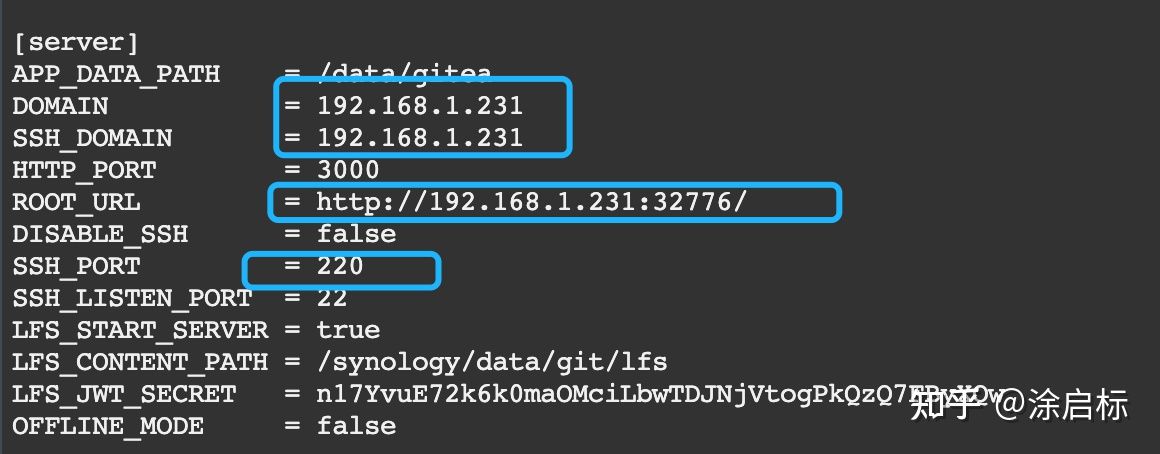 [server]
APP_DATA_PATH = /data/gitea
DOMAIN = 192.168.1.231
SSH_DOMAIN = 192.168.1.231
HTTP_PORT = 3000
ROOT_URL = http://192.168.1.231:32776/
DISABLE_SSH = false
SSH_PORT = 220
SSH_LISTEN_PORT = 22
LFS_START_SERVER = true
LFS_CONTENT_PATH = /synology/data/git/lfs
LFS_JWT_SECRET =
OFFLINE_MODE = false
知乎 @涂启标